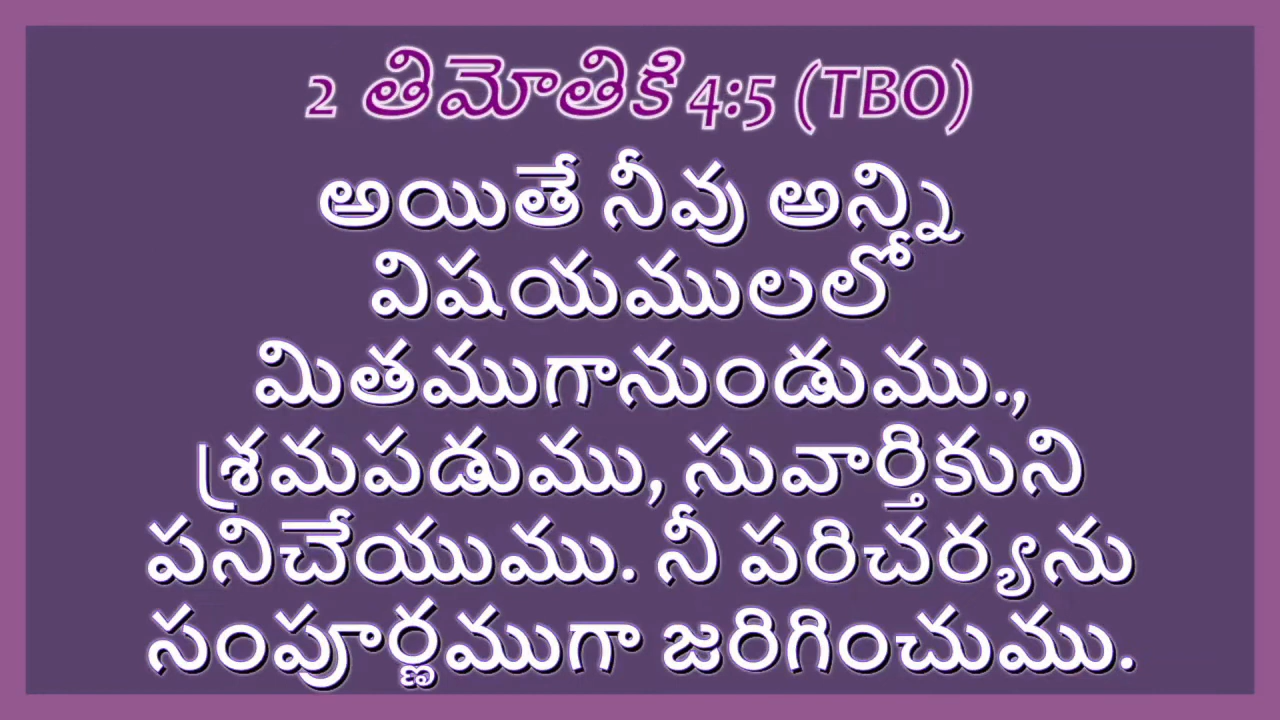 2 తిమోతికి 4:5 (TBO)
అయితే నీవు అన్ని
విషయములలో
మితముగానుండుము.,
శ్రమపడుము, సువార్తికుని
పనిచేయుము. నీ పరిచర్యను
సంపూర్ణముగా జరిగించుము.